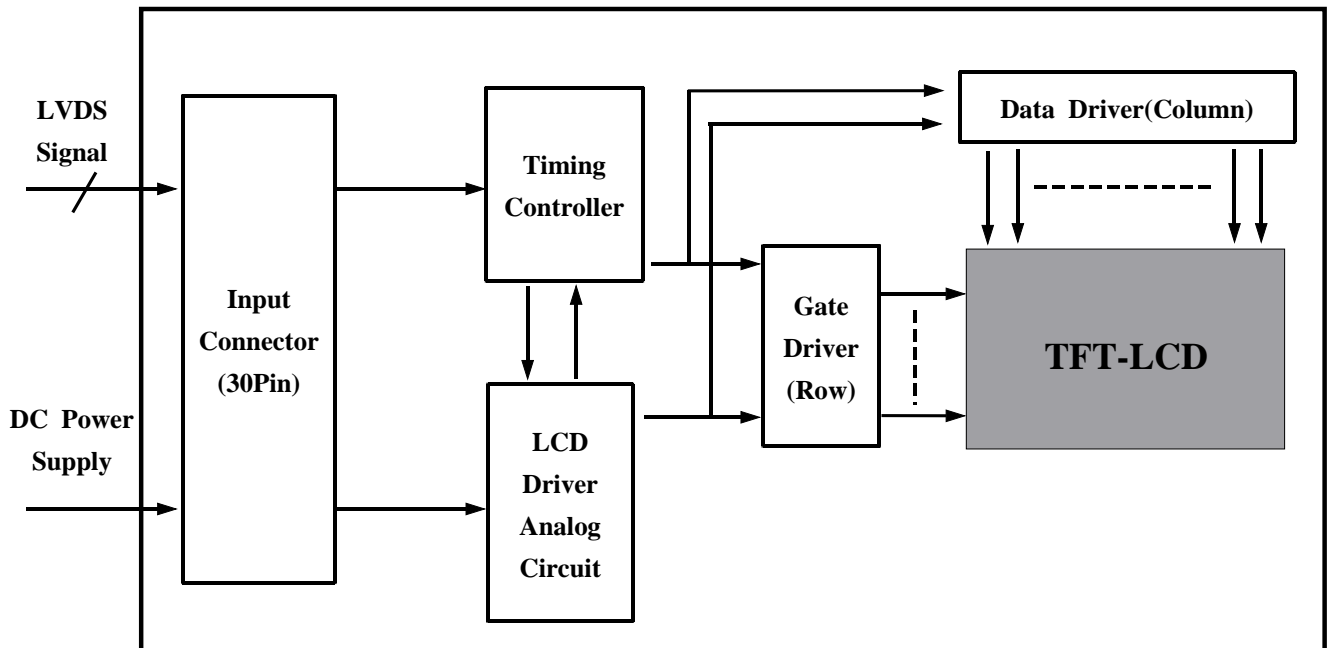 LVDS
Signal
DC Power
Supply
Input
Connector
(30Pin)
Timing
Controller
LCD
Driver
Analog
Circuit
Gate
Driver
(Row)
Data Driver(Column)
TFT-LCD